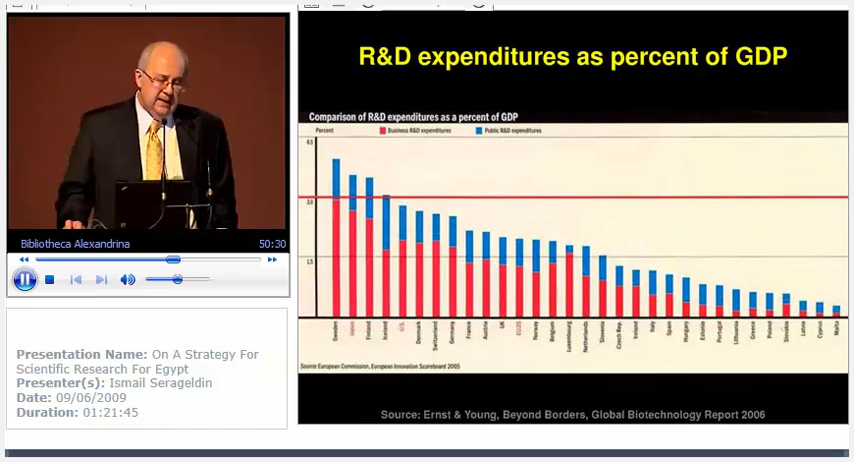 Bibliotheca Alexandrina
50:30
Presentation Name: On A Strategy For
Scientific Research For Egypt
Presenter(s): Ismail Serageldin
Date: 09/06/2009
Duration: 01:21:45
R&D expenditures as percent of GDP
Comparison of R&D expenditures as a percent of GDP
Percent
Business R&D expenditures
Public R&D expenditures
3.0
1.5
Sweden
Japan
Finland
Iceland
U.S.
Denmark
Switzerland
Germany
France
Austria
UK
EU25
Norway
Belgium
Luxembourg
Netherlands
Slovenia
Czech Rep.
Ireland
Italy
Spain
Hungary
Estonia
Portugal
Lithuania
Greece
Poland
Slovakia
Latvia
Cyprus
Malta
Source: European Commission, European Innovation Scoreboard 2005
Source: Ernst & Young, Beyond Borders, Global Biotechnology Report 2006